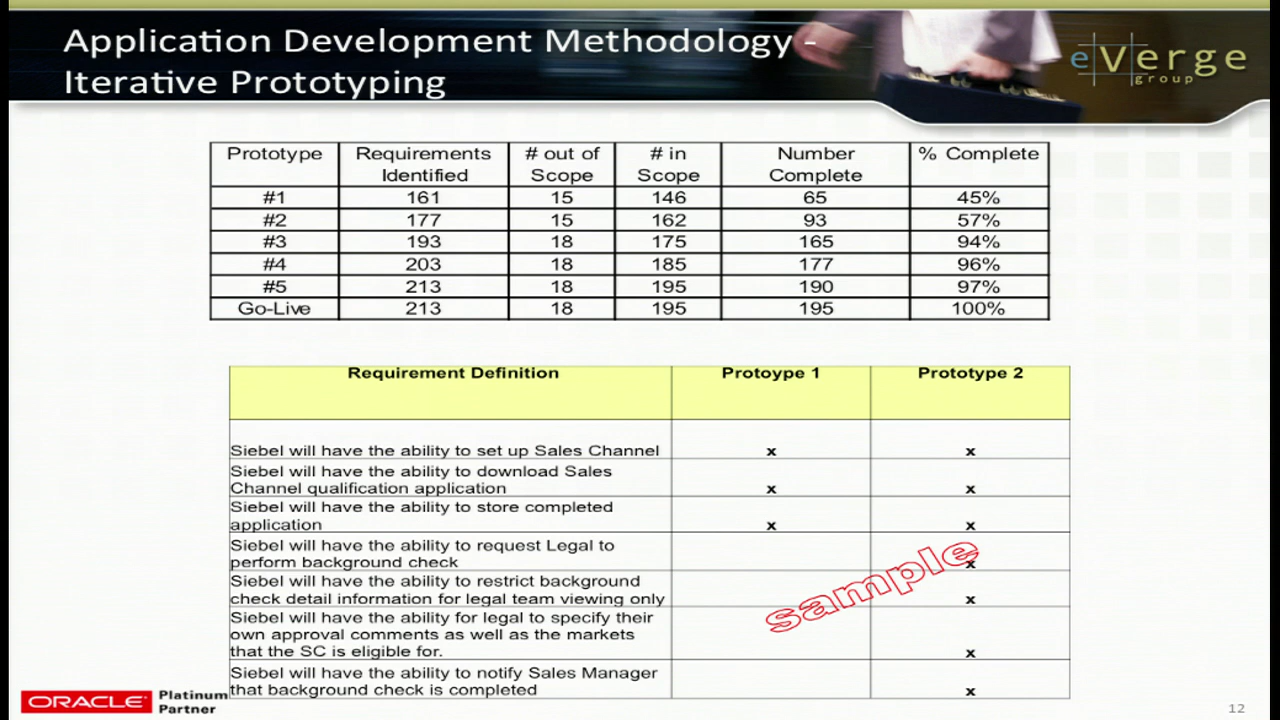 Application Development Methodology -
Iterative Prototyping
eVerge
group
Prototype Requirements Identified # out of Scope # in Scope Number Complete % Complete
#1 161 15 146 65 45%
#2 177 15 162 93 57%
#3 193 18 175 165 94%
#4 203 18 185 177 96%
#5 213 18 195 190 97%
Go-Live 213 18 195 195 100%
Requirement Definition Protoype 1 Prototype 2
Siebel will have the ability to set up Sales Channel x x
Siebel will have the ability to download Sales
Channel qualification application x x
Siebel will have the ability to store completed
application x x
Siebel will have the ability to request Legal to
perform background check x
Siebel will have the ability to restrict background
check detail information for legal team viewing only x
Siebel will have the ability for legal to specify their
own approval comments as well as the markets
that the SC is eligible for. x
Siebel will have the ability to notify Sales Manager
that background check is completed x
sample
ORACLE Platinum
Partner
12